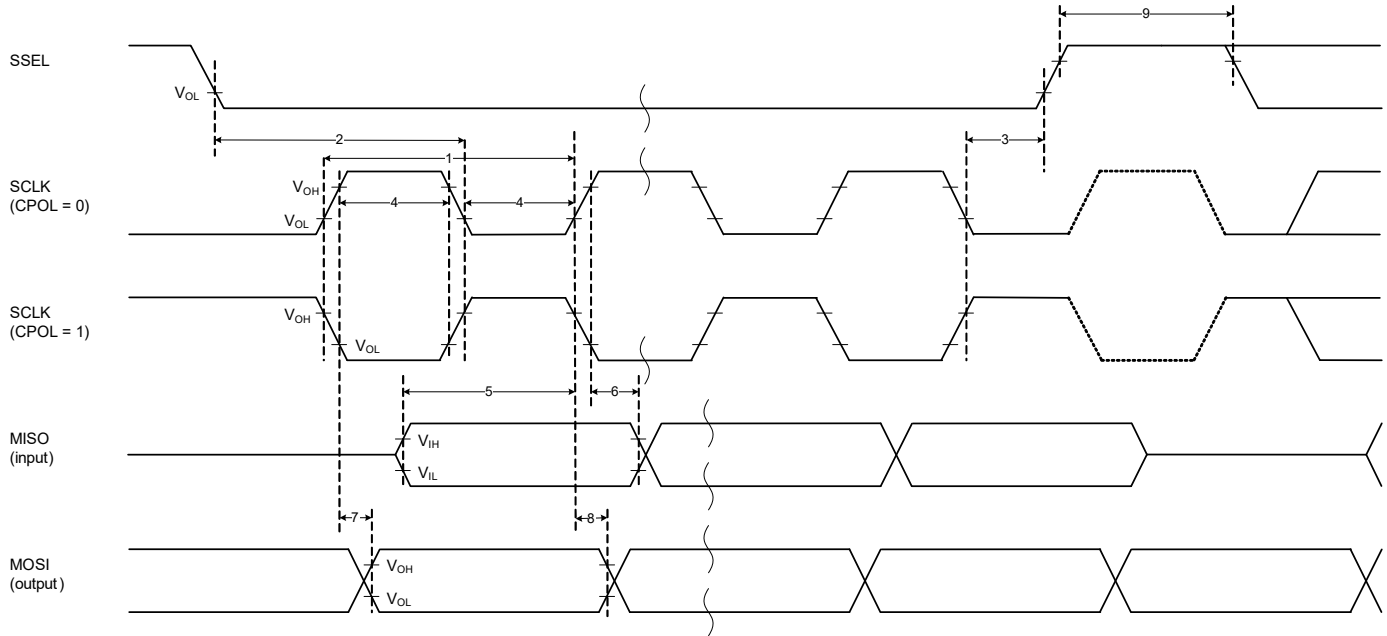 9
SSEL
VOL
2
3
1
SCLK
(CPOL = 0)
VOH
4
4
VOL
SCLK
(CPOL = 1)
VOH
VOL
5
6
MISO
(input)
VIH
VIL
7
8
MOSI
(output)
VOH
VOL